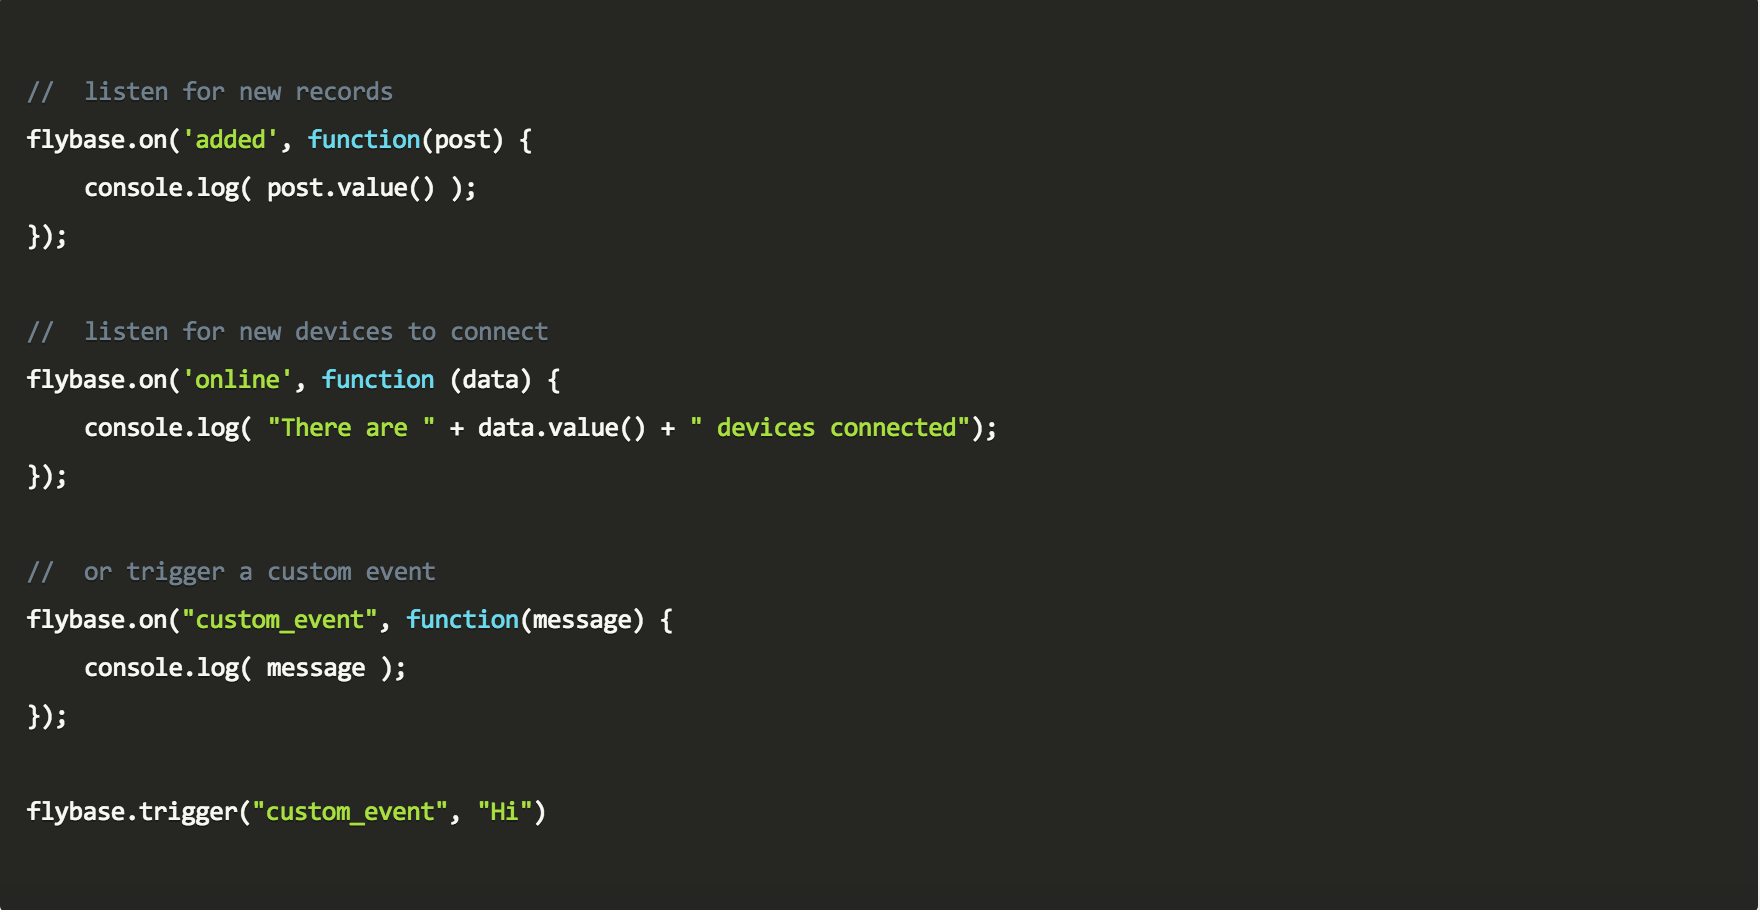 //  listen for new records
flybase.on('added', function(post) {
    console.log( post.value() );
});
//  listen for new devices to connect
flybase.on('online', function (data) {
    console.log( "There are " + data.value() + " devices connected");
});
//  or trigger a custom event
flybase.on("custom_event", function(message) {
    console.log( message );
});
flybase.trigger("custom_event", "Hi")